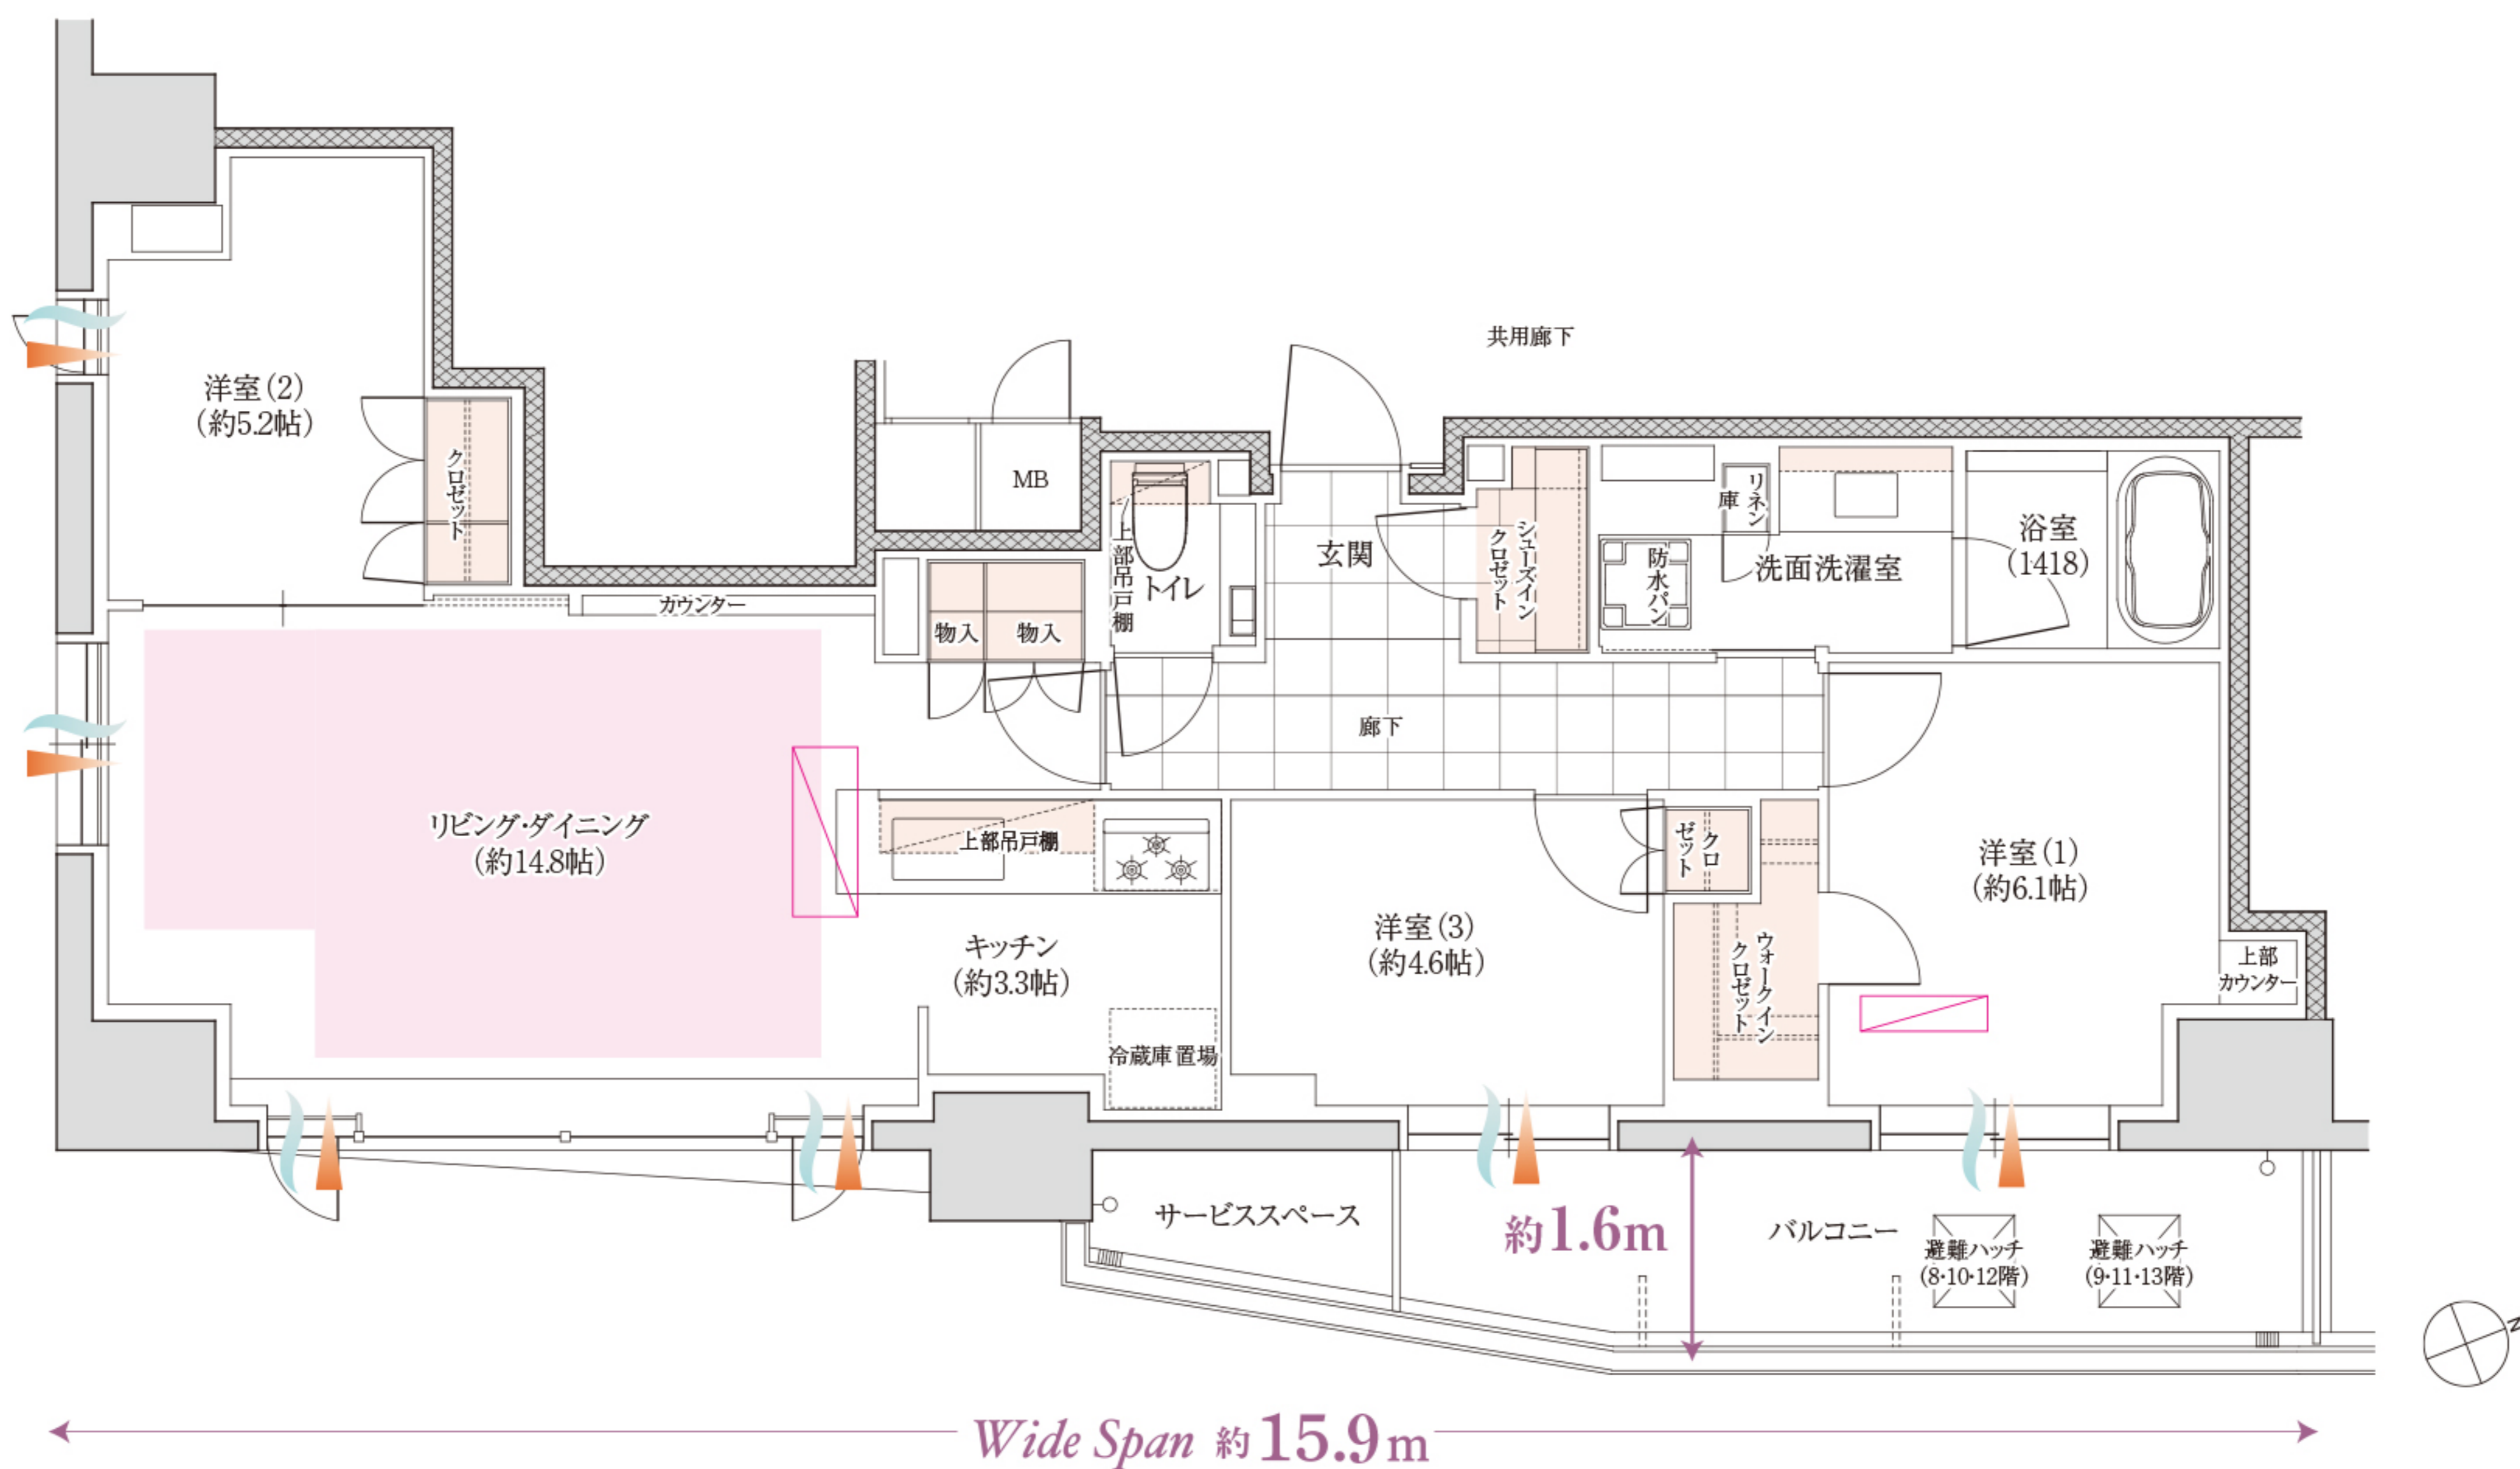 共用廊下
洋室(2)
(約5.2帖)
クロゼット
MB
上部吊戸棚
トイレ
玄関
シューズイン
クロゼット
リネン
庫
防水パン
洗面洗濯室
浴室
(1418)
カウンター
物入
物入
廊下
リビング・ダイニング
(約14.8帖)
上部吊戸棚
キッチン
(約3.3帖)
冷蔵庫置場
洋室(3)
(約4.6帖)
クロ
ゼット
ウォークイン
クロゼット
洋室(1)
(約6.1帖)
上部
カウンター
サービススペース
約1.6m
バルコニー
避難ハッチ
(8・10・12階)
避難ハッチ
(9・11・13階)
N
Wide Span 約15.9m